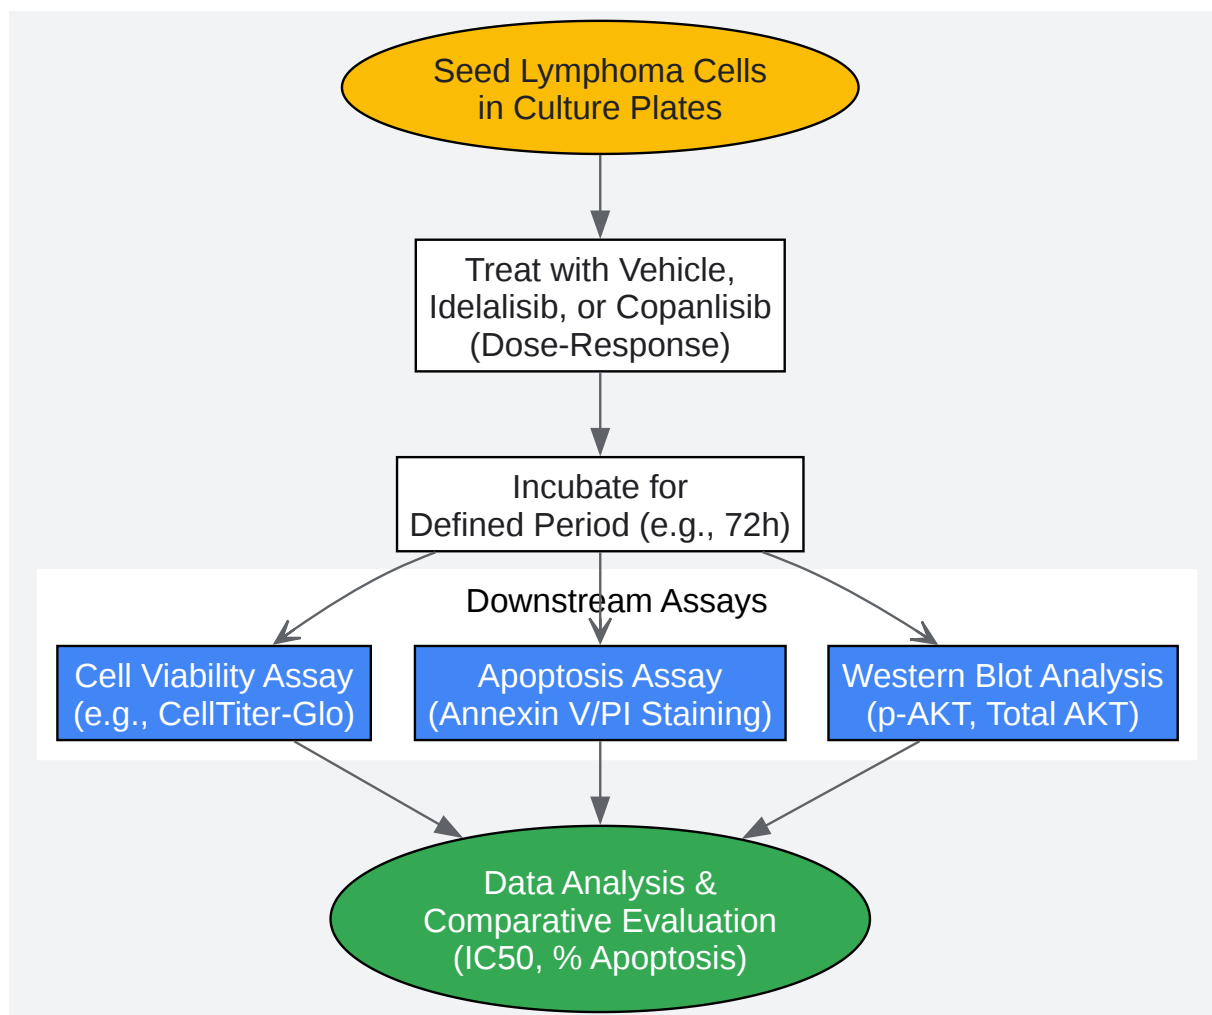 Seed Lymphoma Cells
in Culture Plates
Treat with Vehicle,
Idelalisib, or Copanlisib
(Dose-Response)
Incubate for
Defined Period (e.g., 72h)
Downstream Assays
Cell Viability Assay
(e.g., CellTiter-Glo)
Apoptosis Assay
(Annexin V/PI Staining)
Western Blot Analysis
(p-AKT, Total AKT)
Data Analysis &
Comparative Evaluation
(IC50, % Apoptosis)